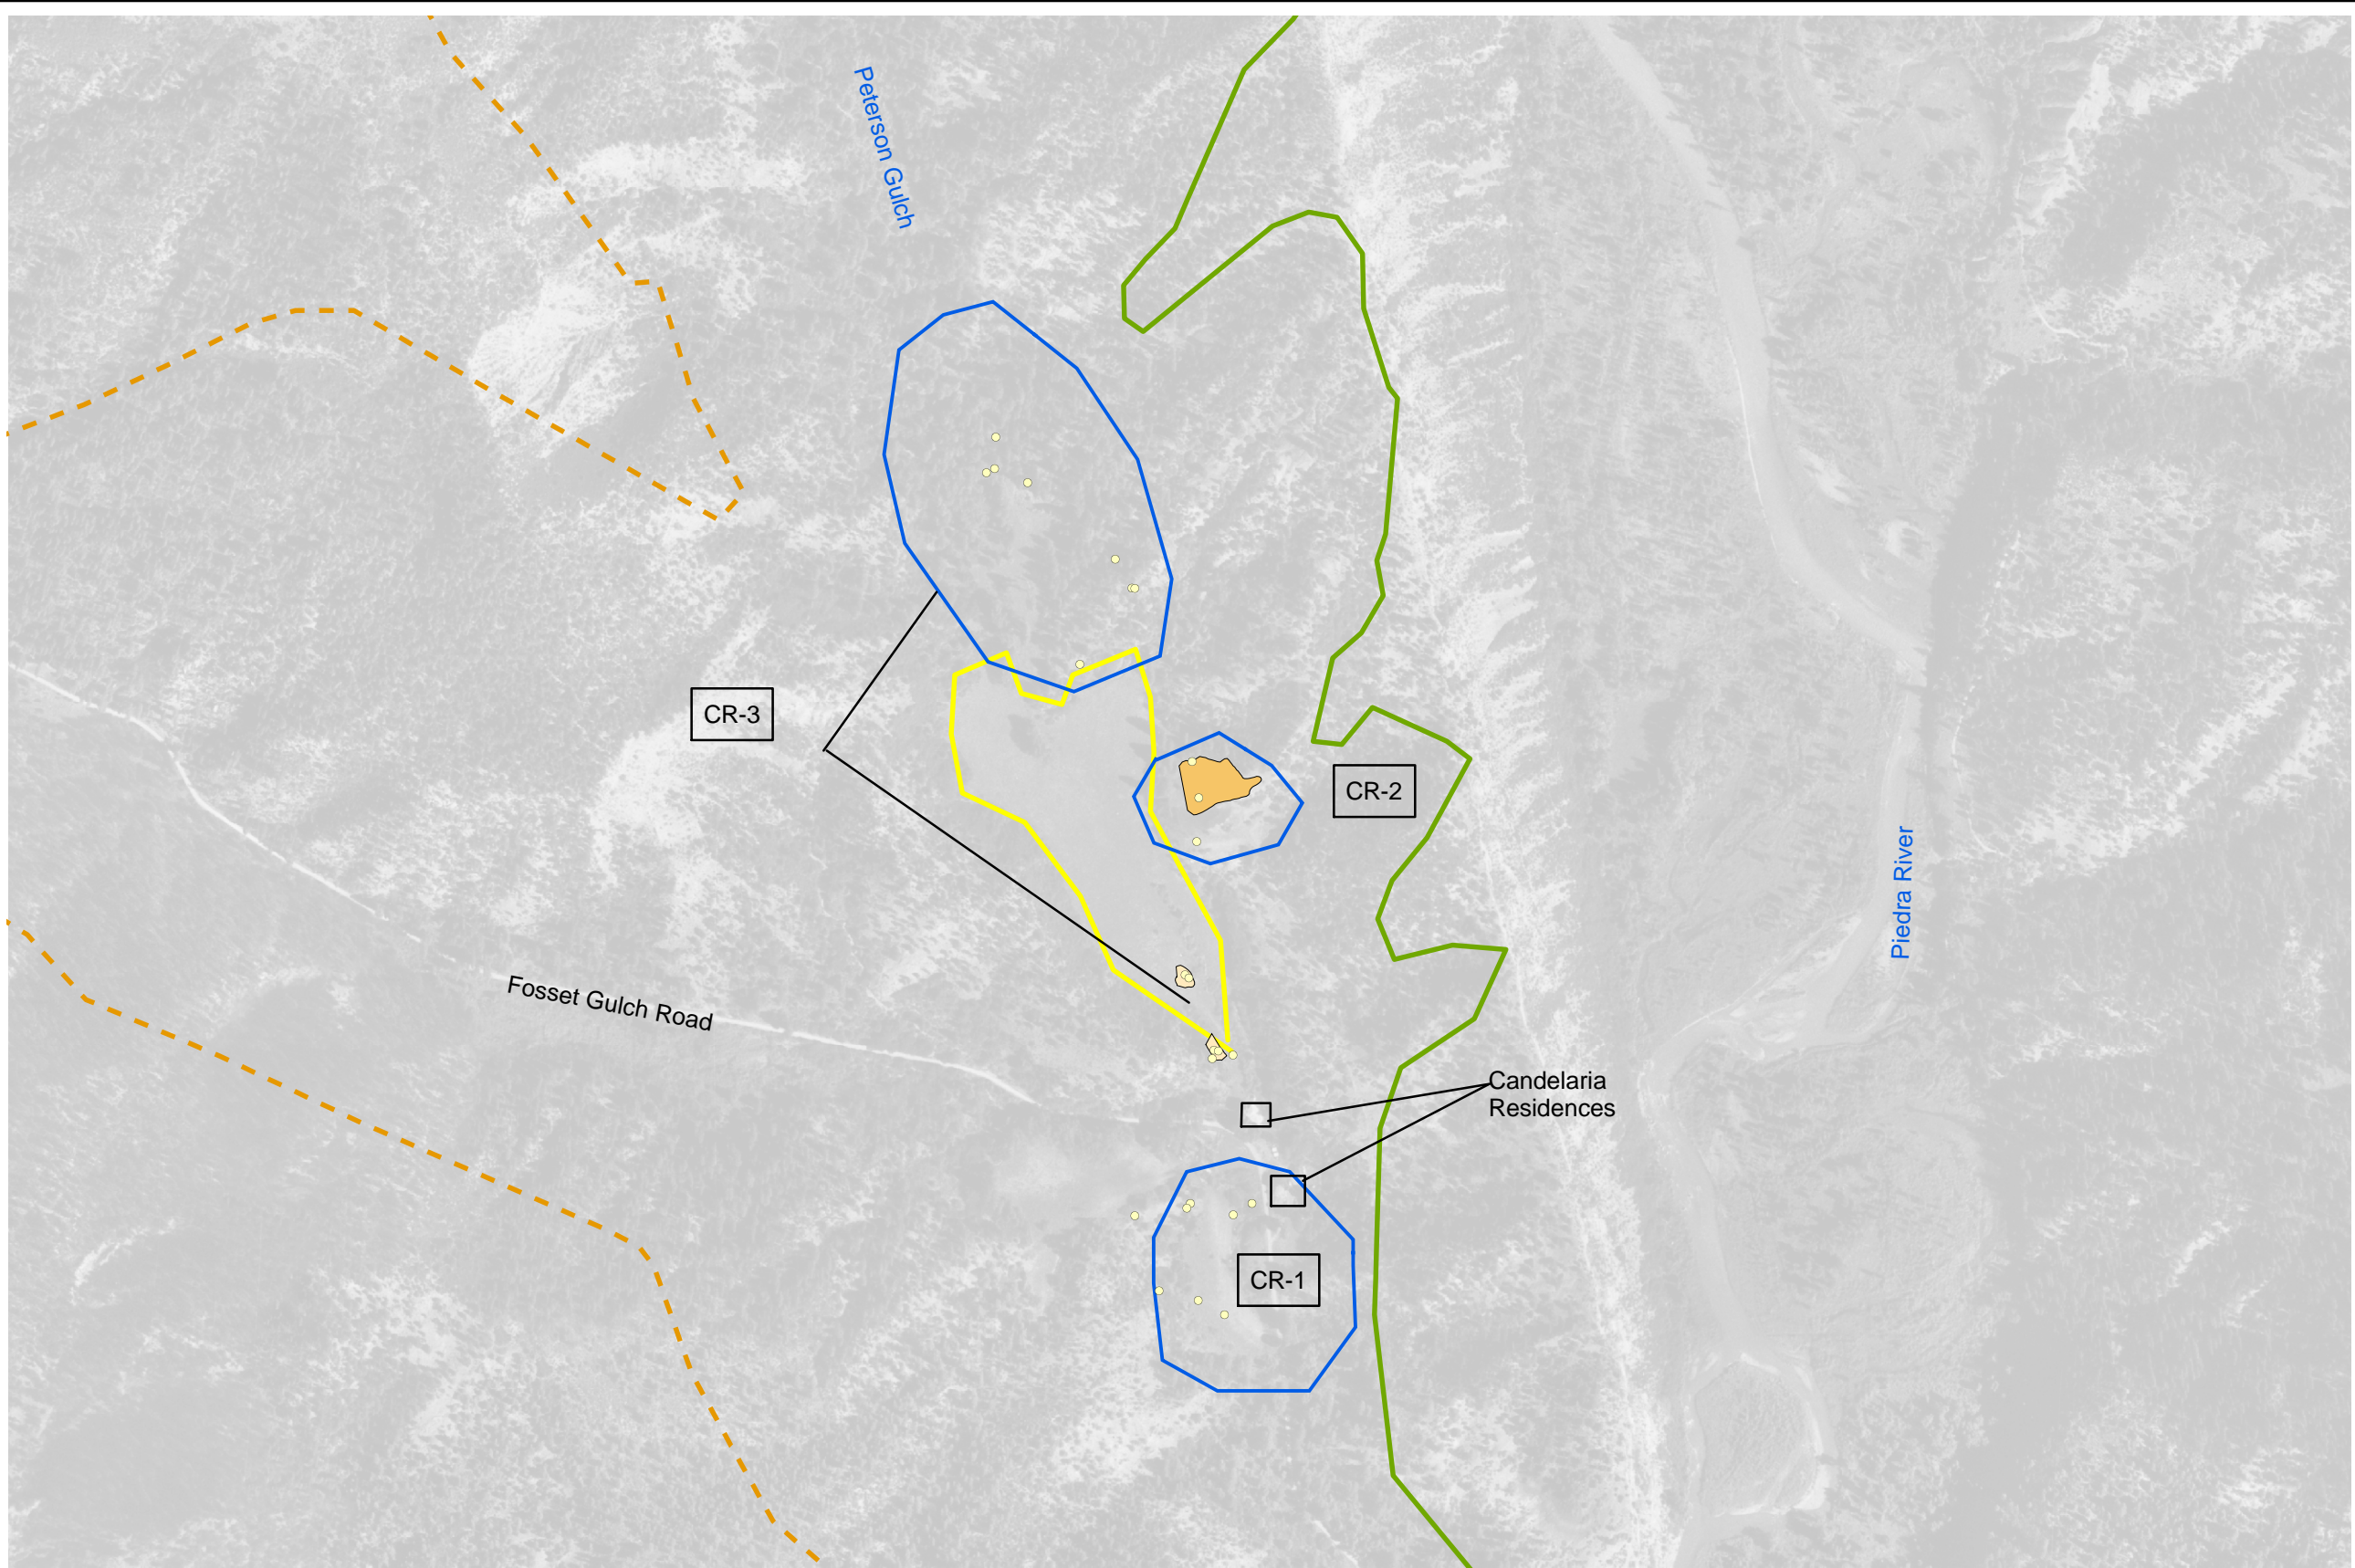 Peterson Gulch
CR-3
CR-2
Piedra River
Fosset Gulch Road
Candelaria
Residences
CR-1